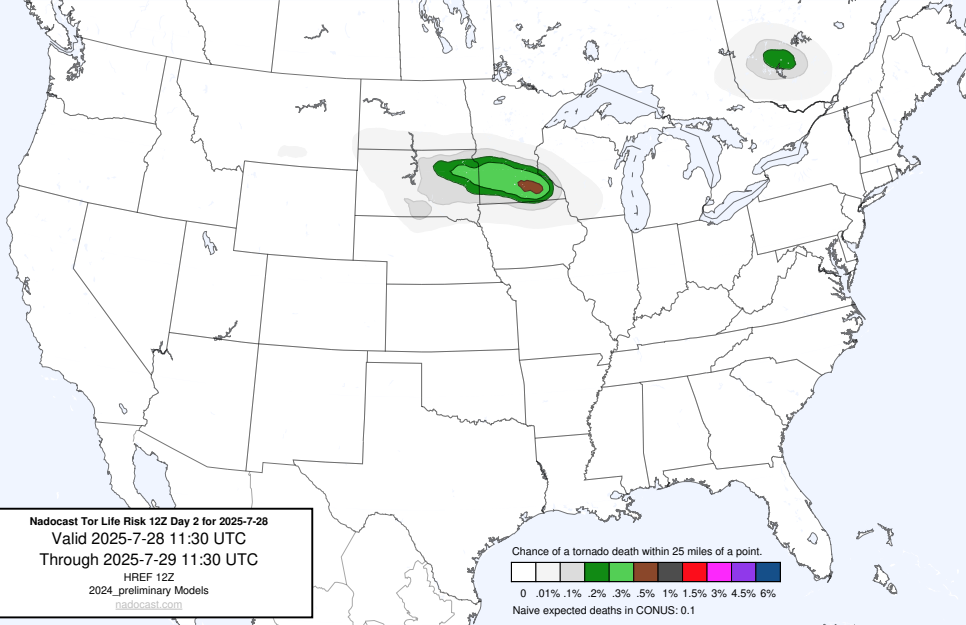 Nadocast Tor Life Risk 12Z Day 2 for 2025-7-28
Valid 2025-7-28 11:30 UTC
Through 2025-7-29 11:30 UTC
HREF 12Z
2024_preliminary Models
nadocast.com
Chance of a tornado death within 25 miles of a point.
0 .01% .1% .2% .3% .5% 1% 1.5% 3% 4.5% 6%
Naive expected deaths in CONUS: 0.1